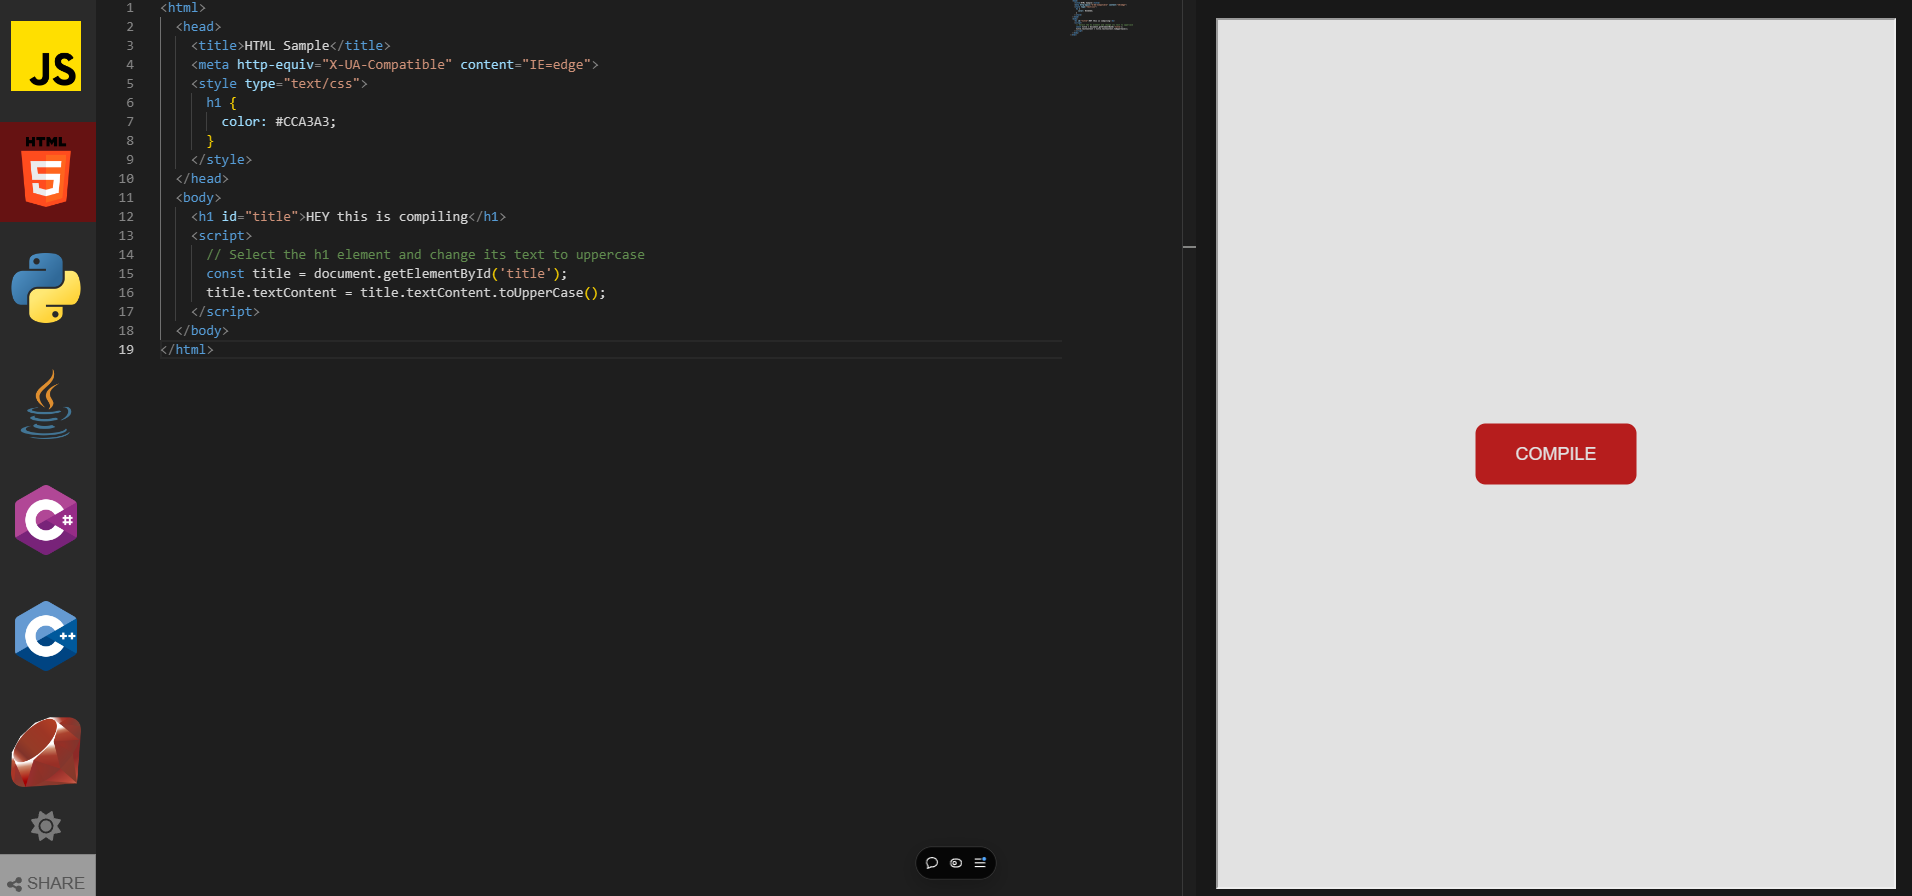 JS
HTML
5
C#
C++
SHARE
1 <html>
2 <head>
3 <title>HTML Sample</title>
4 <meta http-equiv="X-UA-Compatible" content="IE=edge">
5 <style type="text/css">
6 h1 {
7 color: #CCA3A3;
8 }
9 </style>
10 </head>
11 <body>
12 <h1 id="title">HEY this is compiling</h1>
13 <script>
14 // Select the h1 element and change its text to uppercase
15 const title = document.getElementById('title');
16 title.textContent = title.textContent.toUpperCase();
17 </script>
18 </body>
19 </html>
COMPILE